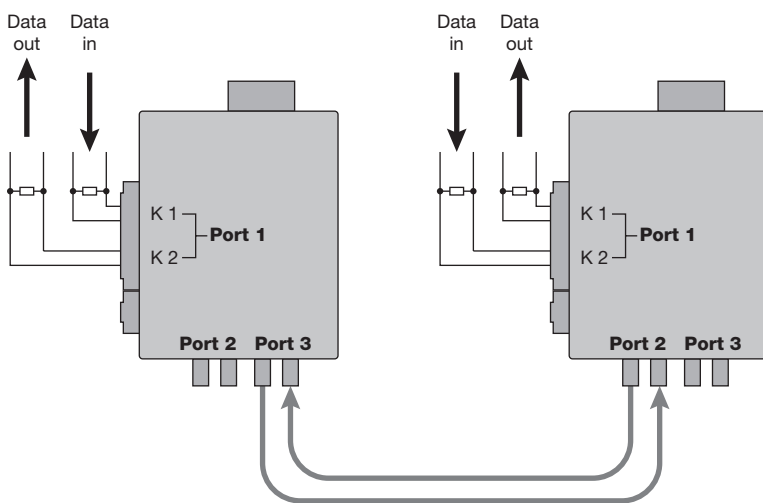 Data
out
Data
in
Data
in
Data
out
K 1
Port 1
K 2
K 1
Port 1
K 2
Port 2 Port 3
Port 2 Port 3